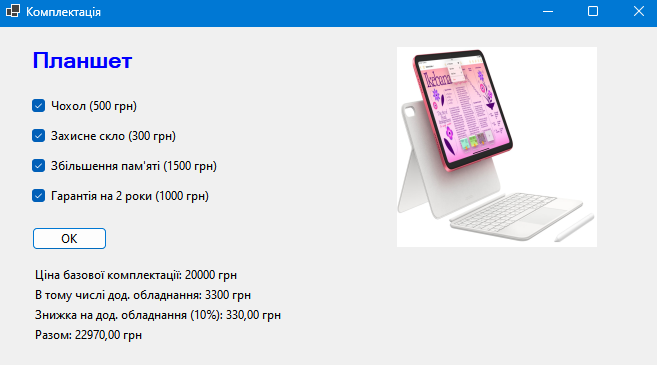 Комплектація
Планшет
Чохол (500 грн)
Захисне скло (300 грн)
Збільшення пам'яті (1500 грн)
Гарантія на 2 роки (1000 грн)
ОК
Ціна базової комплектації: 20000 грн
В тому числі дод. обладнання: 3300 грн
Знижка на дод. обладнання (10%): 330,00 грн
Разом: 22970,00 грн